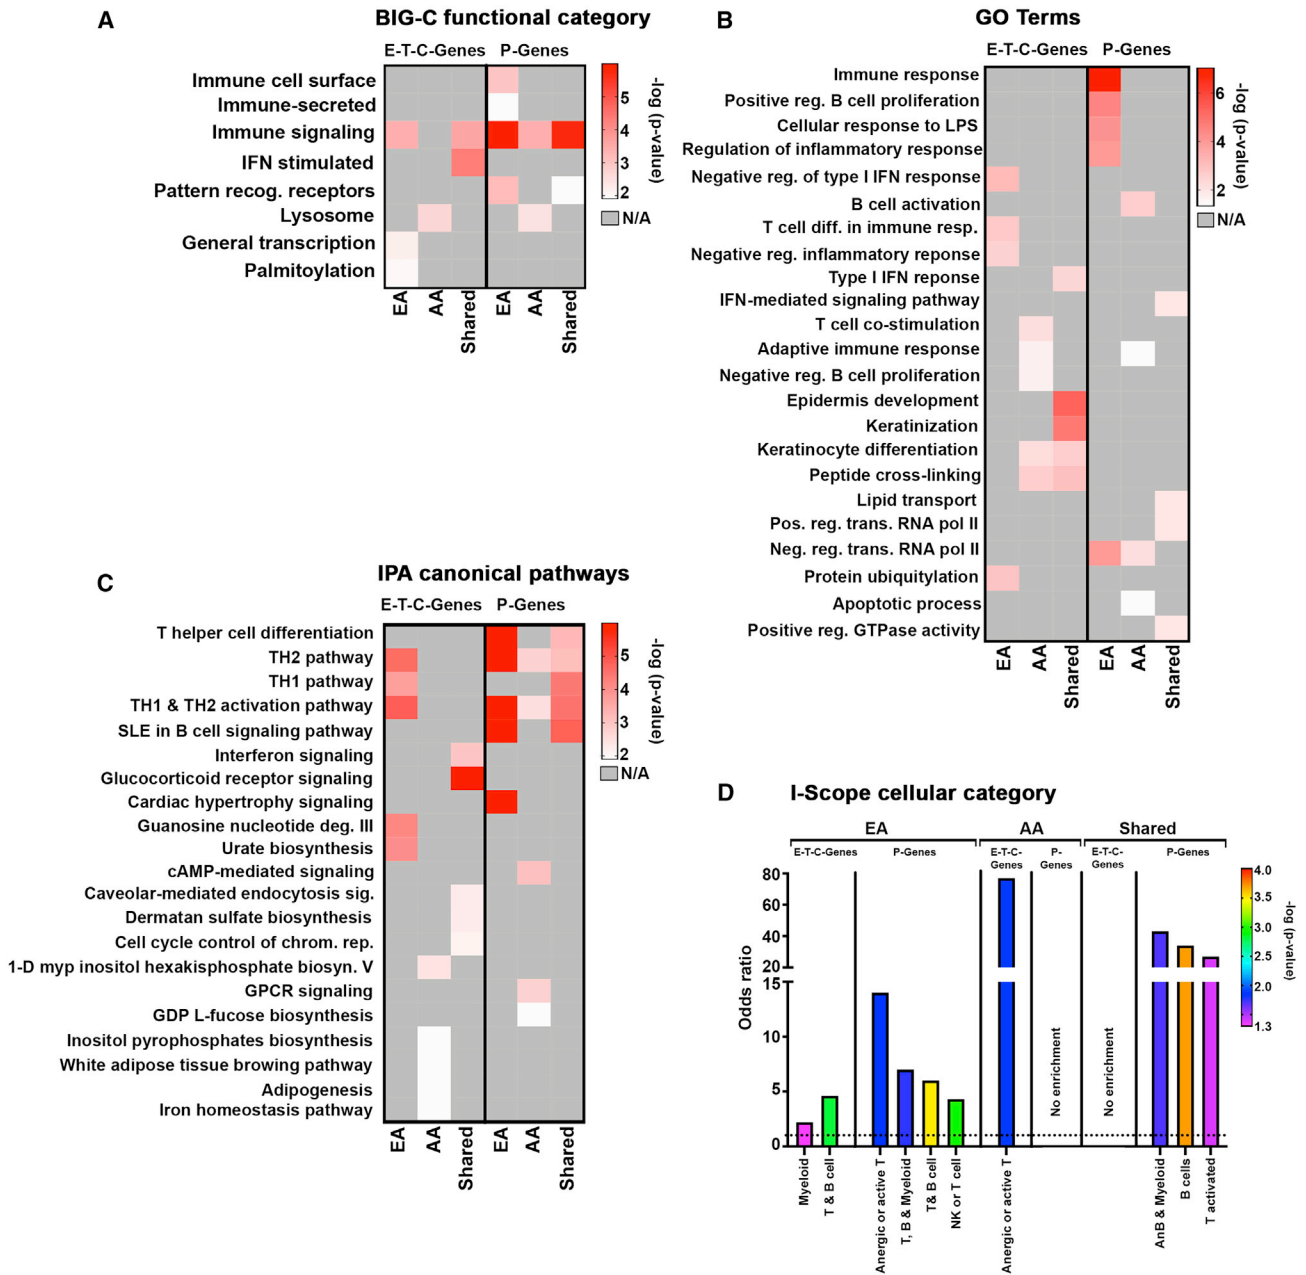 A
BIG-C functional category
E-T-C-Genes P-Genes
Immune cell surface
Immune-secreted
Immune signaling
IFN stimulated
Pattern recog. receptors
Lysosome
General transcription
Palmitoylation
EA
AA
Shared
EA
AA
Shared
5
4
3
2
-log (p-value)
N/A
B
GO Terms
E-T-C-Genes P-Genes
Immune response
Positive reg. B cell proliferation
Cellular response to LPS
Regulation of inflammatory response
Negative reg. of type I IFN response
B cell activation
T cell diff. in immune resp.
Negative reg. inflammatory reponse
Type I IFN reponse
IFN-mediated signaling pathway
T cell co-stimulation
Adaptive immune response
Negative reg. B cell proliferation
Epidermis development
Keratinization
Keratinocyte differentiation
Peptide cross-linking
Lipid transport
Pos. reg. trans. RNA pol II
Neg. reg. trans. RNA pol II
Protein ubiquitylation
Apoptotic process
Positive reg. GTPase activity
EA
AA
Shared
EA
AA
Shared
6
4
2
-log (p-value)
N/A
C
IPA canonical pathways
E-T-C-Genes P-Genes
T helper cell differentiation
TH2 pathway
TH1 pathway
TH1 & TH2 activation pathway
SLE in B cell signaling pathway
Interferon signaling
Glucocorticoid receptor signaling
Cardiac hypertrophy signaling
Guanosine nucleotide deg. III
Urate biosynthesis
cAMP-mediated signaling
Caveolar-mediated endocytosis sig.
Dermatan sulfate biosynthesis
Cell cycle control of chrom. rep.
1-D myp inositol hexakisphosphate biosyn. V
GPCR signaling
GDP L-fucose biosynthesis
Inositol pyrophosphates biosynthesis
White adipose tissue browing pathway
Adipogenesis
Iron homeostasis pathway
EA
AA
Shared
EA
AA
Shared
5
4
3
2
-log (p-value)
N/A
D
I-Scope cellular category
EA AA Shared
E-T-C-Genes P-Genes E-T-C-Genes P-Genes E-T-C-Genes P-Genes
Odds ratio
80
60
40
20
15
10
5
0
No enrichment
No enrichment
Myeloid
T & B cell
Anergic or active T
T, B & Myeloid
T& B cell
NK or T cell
Anergic or active T
AnB & Myeloid
B cells
T activated
4.0
3.5
3.0
2.5
2.0
1.3
-log (p-value)